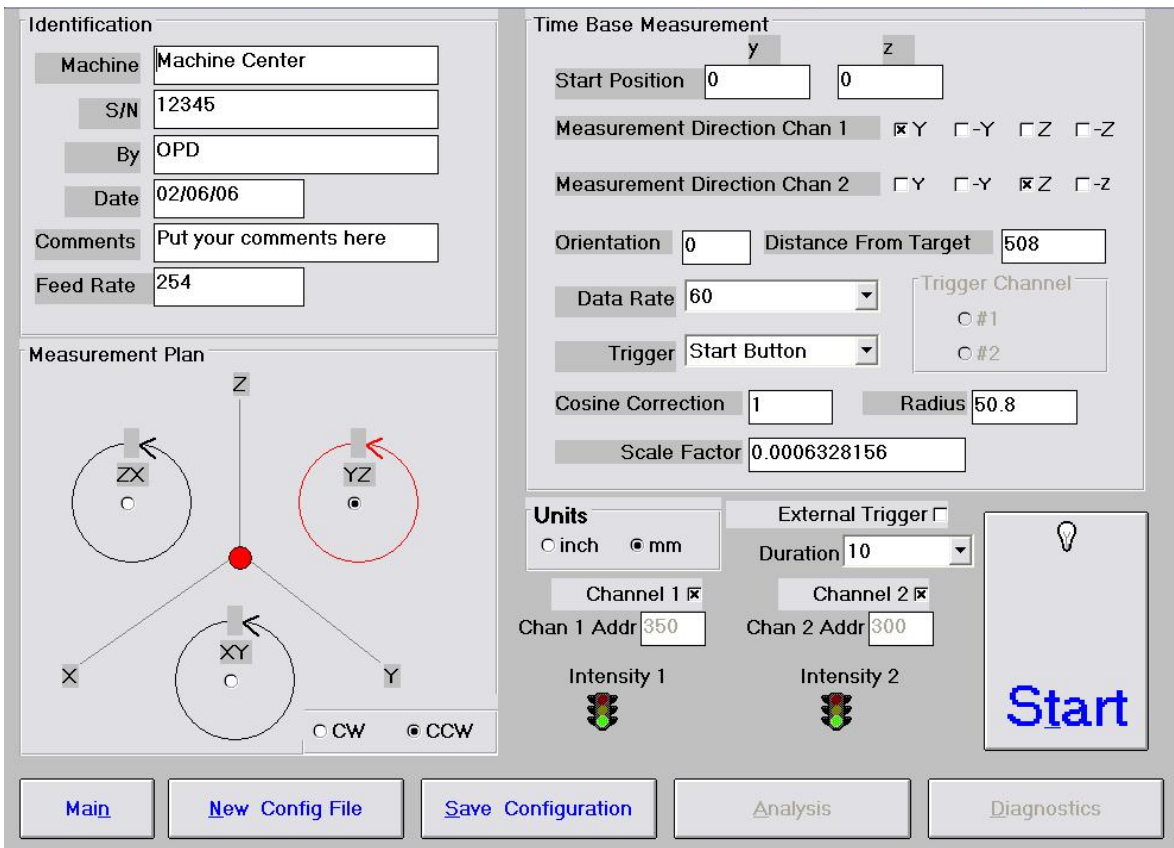 Identification
Machine Machine Center
S/N 12345
By OPD
Date 02/06/06
Comments Put your comments here
Feed Rate 254
Measurement Plan
Z
ZX
YZ
XY
X
Y
CW CCW
Time Base Measurement
y z
Start Position 0 0
Measurement Direction Chan 1 Y -Y Z -Z
Measurement Direction Chan 2 Y -Y Z -z
Orientation 0 Distance From Target 508
Data Rate 60
Trigger Channel
#1
#2
Trigger Start Button
Cosine Correction 1 Radius 50.8
Scale Factor 0.0006328156
Units
inch mm
External Trigger
Duration 10
Channel 1 Channel 2
Chan 1 Addr 350 Chan 2 Addr 300
Intensity 1 Intensity 2
Start
Main New Config File Save Configuration Analysis Diagnostics